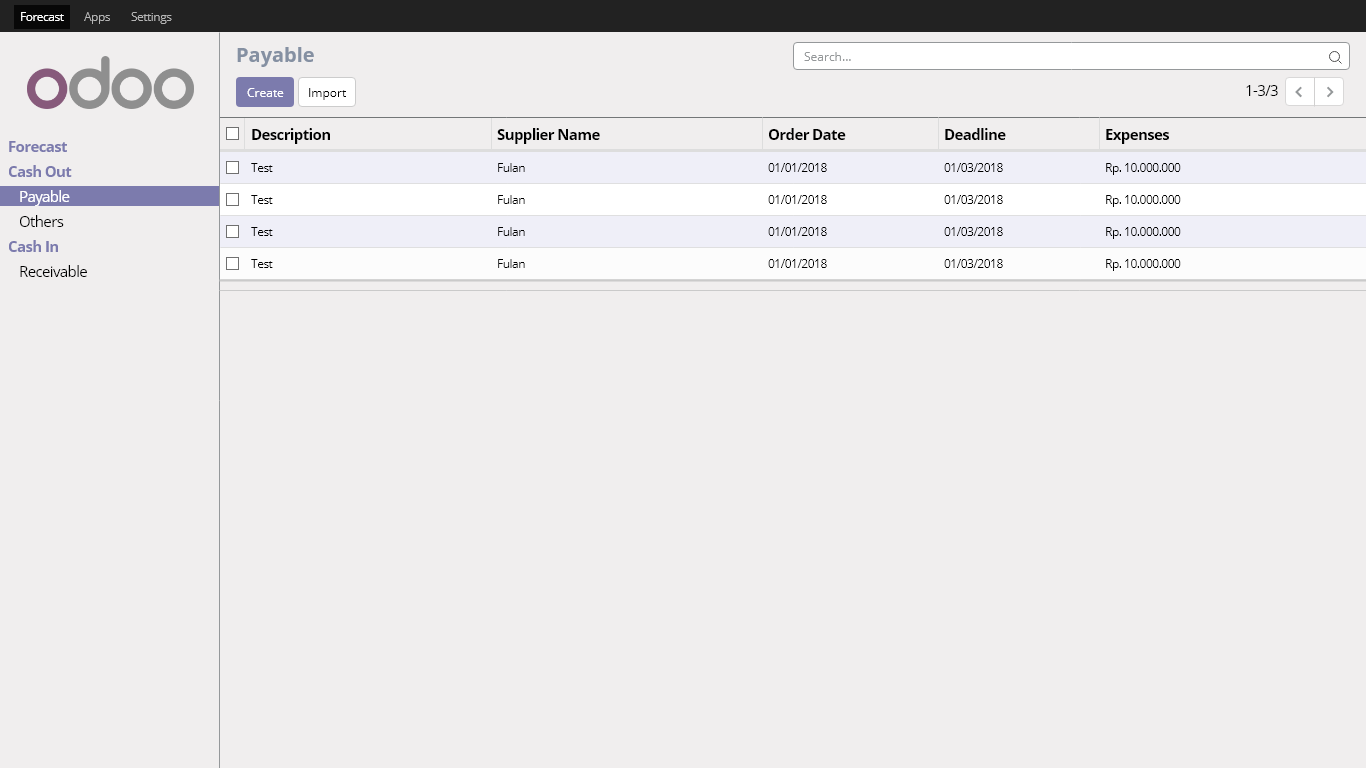 Forecast Apps Settings
odoo
Forecast
Cash Out
Payable
Others
Cash In
Receivable
Payable
Search...
Create Import
1-3/3
Description Supplier Name Order Date Deadline Expenses
Test Fulan 01/01/2018 01/03/2018 Rp. 10.000.000
Test Fulan 01/01/2018 01/03/2018 Rp. 10.000.000
Test Fulan 01/01/2018 01/03/2018 Rp. 10.000.000
Test Fulan 01/01/2018 01/03/2018 Rp. 10.000.000